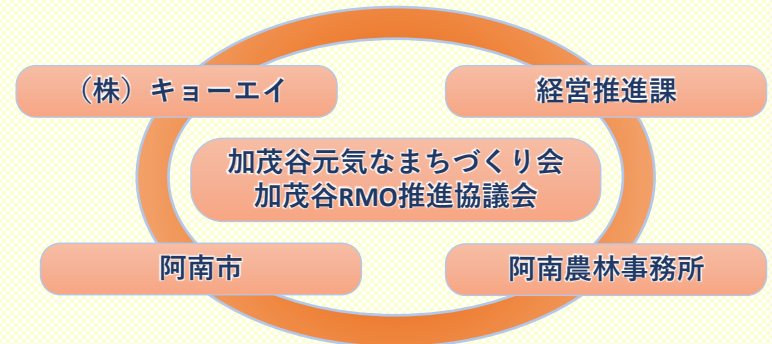 （株）キョーエイ
経営推進課
加茂谷元気なまちづくり会
加茂谷RMO推進協議会
阿南市
阿南農林事務所